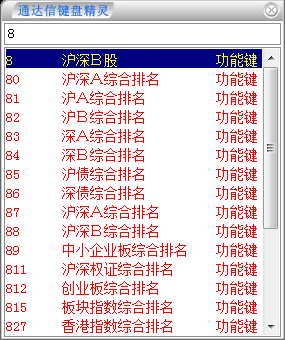 通达信键盘精灵
8
8 沪深B股 功能键
80 沪深A综合排名 功能键
81 沪A综合排名 功能键
82 沪B综合排名 功能键
83 深A综合排名 功能键
84 深B综合排名 功能键
85 沪债综合排名 功能键
86 深债综合排名 功能键
87 沪深A综合排名 功能键
88 沪深B综合排名 功能键
89 中小企业板综合排名 功能键
811 沪深权证综合排名 功能键
812 创业板综合排名 功能键
815 板块指数综合排名 功能键
827 香港指数综合排名 功能键